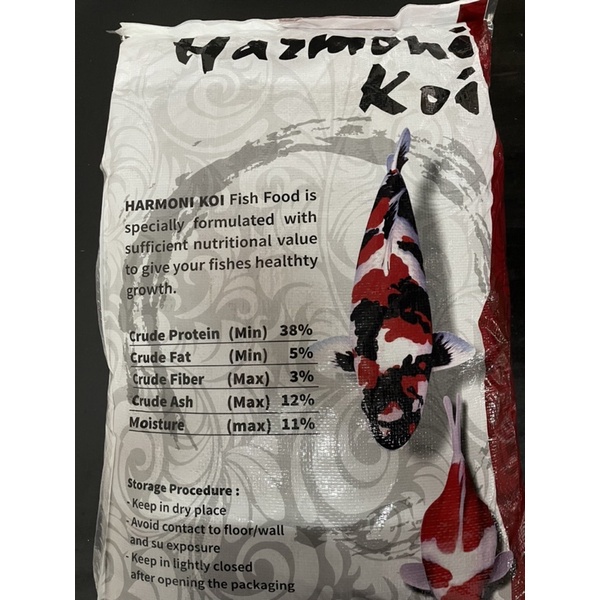 Harmoni
Koi
HARMONI KOI Fish Food is
specially formulated with
sufficient nutritional value
to give your fishes healthty
growth.
Crude Protein (Min) 38%
Crude Fat (Min) 5%
Crude Fiber (Max) 3%
Crude Ash (Max) 12%
Moisture (max) 11%
Storage Procedure :
- Keep in dry place
- Avoid contact to floor/wall
and su exposure
- Keep in lightly closed
after opening the packaging